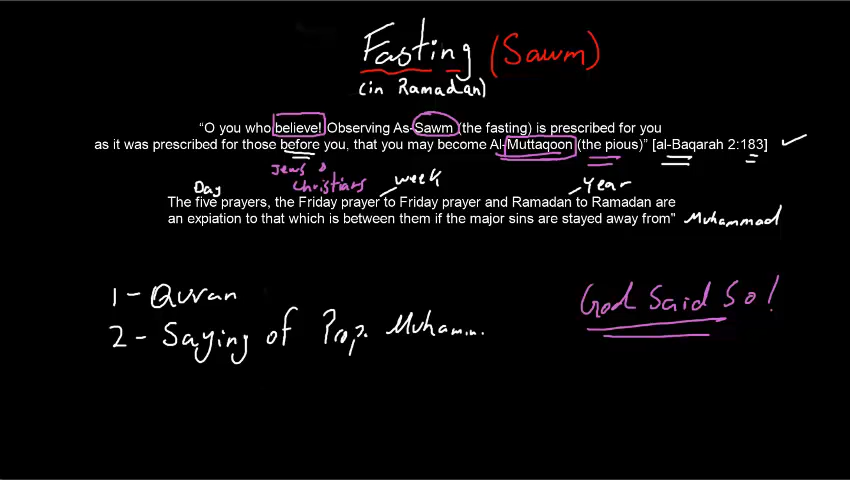 Fasting (Sawm)
(in Ramadan)
“O you who believe! Observing As-Sawm (the fasting) is prescribed for you
as it was prescribed for those before you, that you may become Al-Muttaqoon (the pious)” [al-Baqarah 2:183]
Jews &
Christians
Day week Year
The five prayers, the Friday prayer to Friday prayer and Ramadan to Ramadan are
an expiation to that which is between them if the major sins are stayed away from" Muhammad
1 - Quran
God Said So!
2 - Saying of Prop. Muhamm.